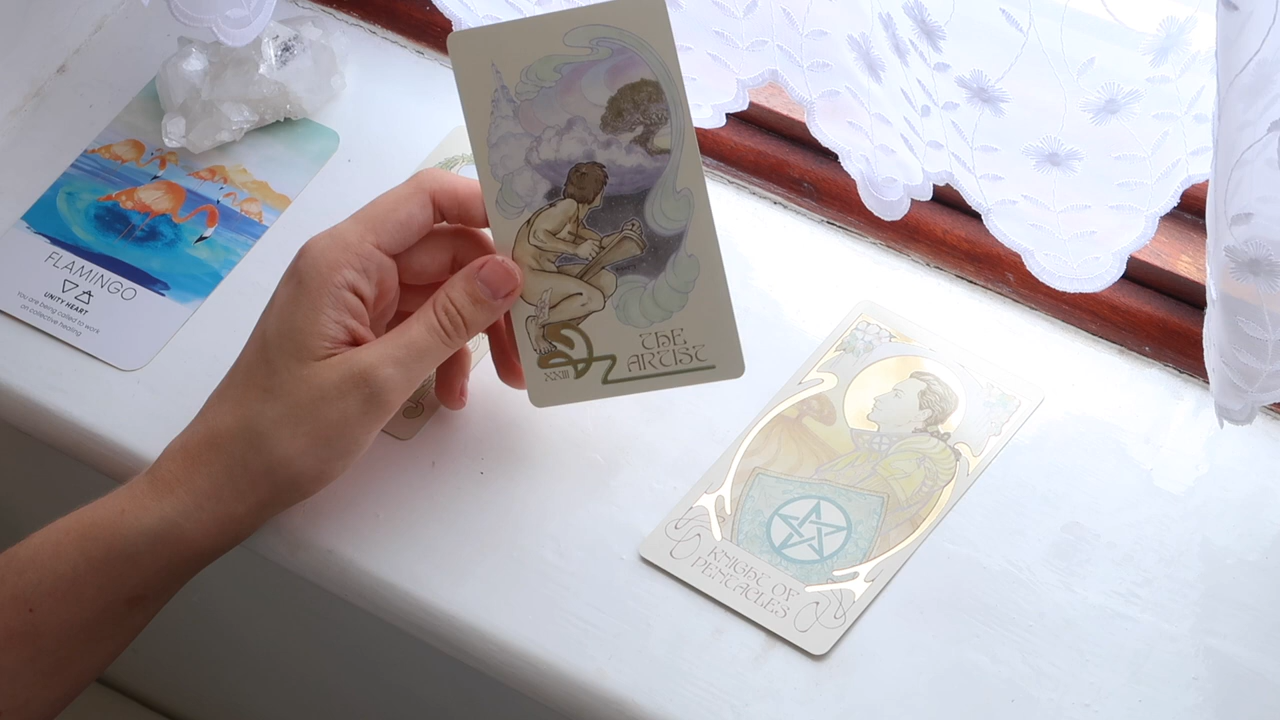 FLAMINGO
UNITY HEART
You are being called to work
on collective healing
THE
ARTIST
XXIII
KNIGHT OF
PENTACLES